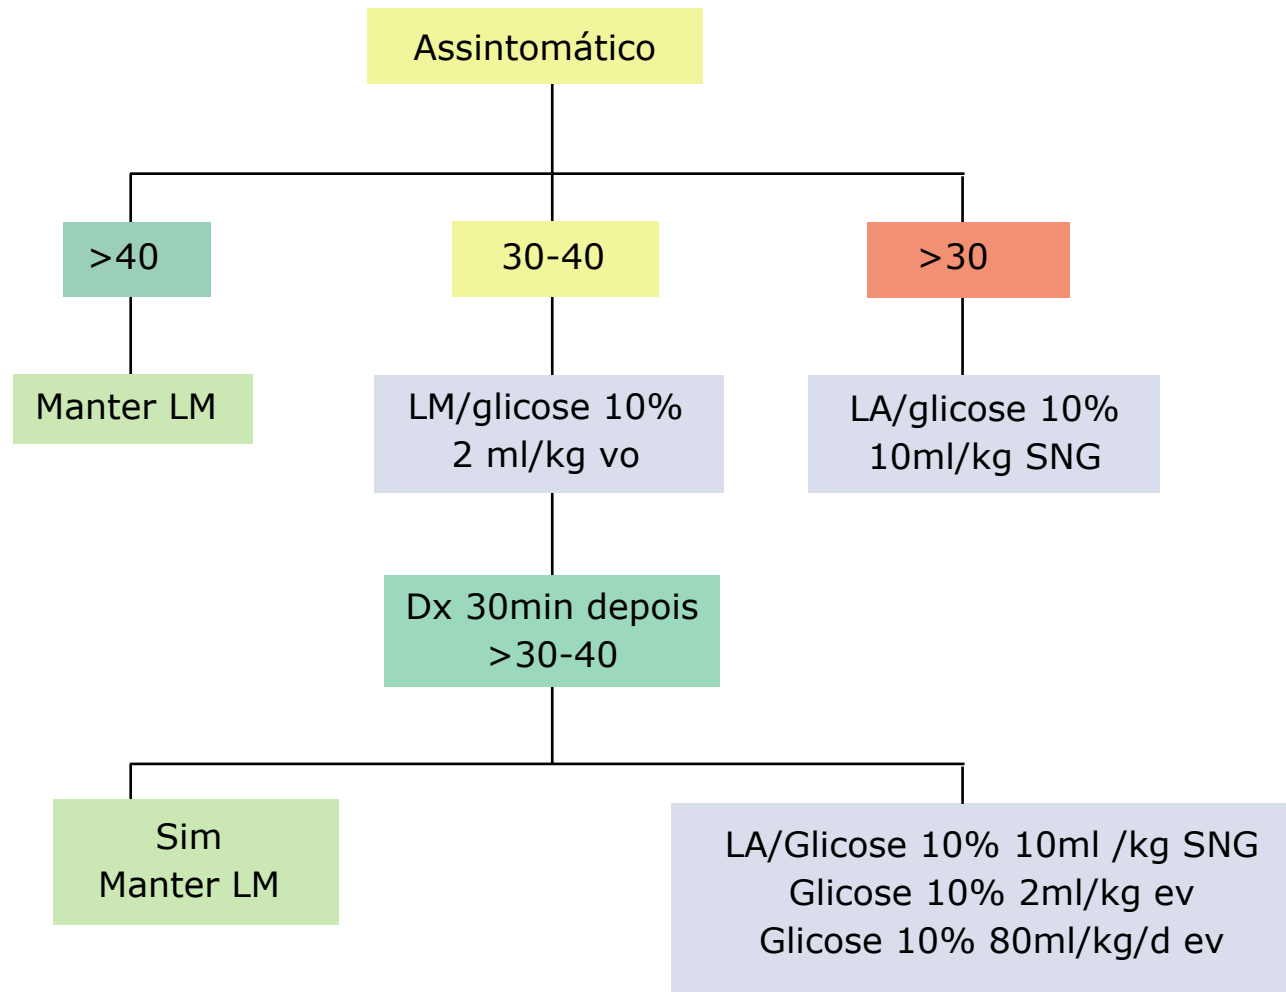 Assintomático
>40
30-40
>30
Manter LM
LM/glicose 10%
2 ml/kg vo
LA/glicose 10%
10ml/kg SNG
Dx 30min depois
>30-40
Sim
Manter LM
LA/Glicose 10% 10ml /kg SNG
Glicose 10% 2ml/kg ev
Glicose 10% 80ml/kg/d ev